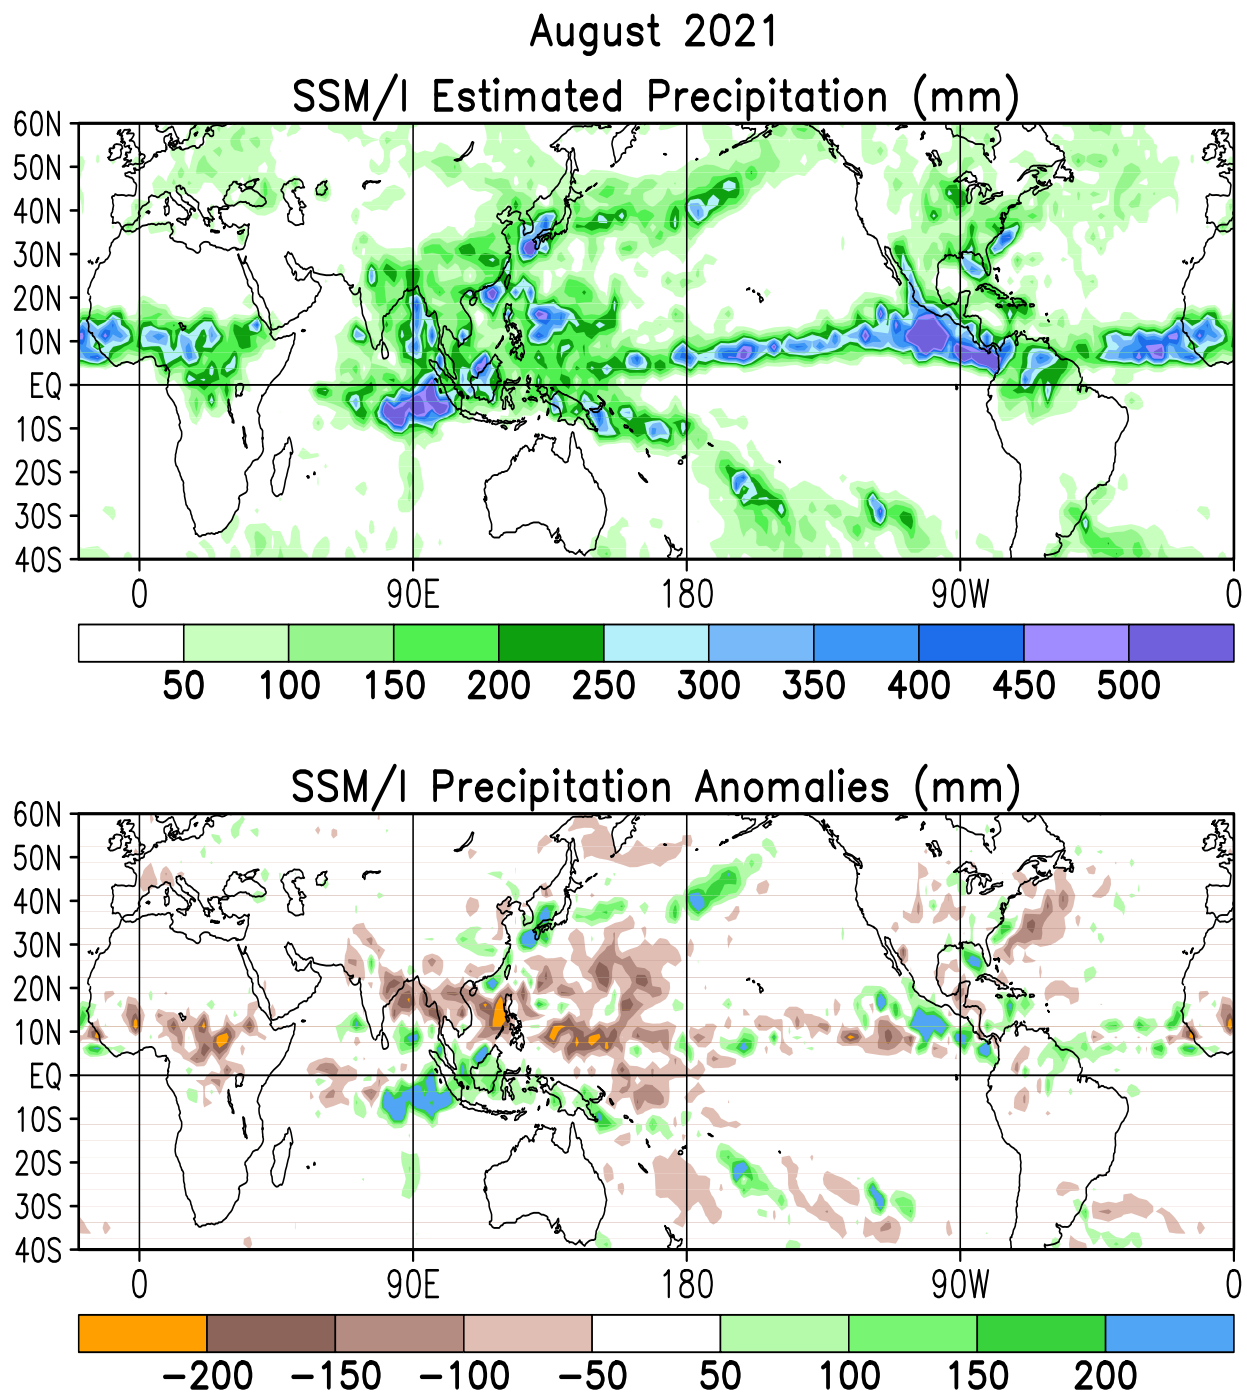 August 2021
SSM/I Estimated Precipitation (mm)
60N
50N
40N
30N
20N
10N
EQ
10S
20S
30S
40S
0 90E 180 90W 0
50 100 150 200 250 300 350 400 450 500
SSM/I Precipitation Anomalies (mm)
60N
50N
40N
30N
20N
10N
EQ
10S
20S
30S
40S
0 90E 180 90W 0
−200 −150 −100 −50 50 100 150 200